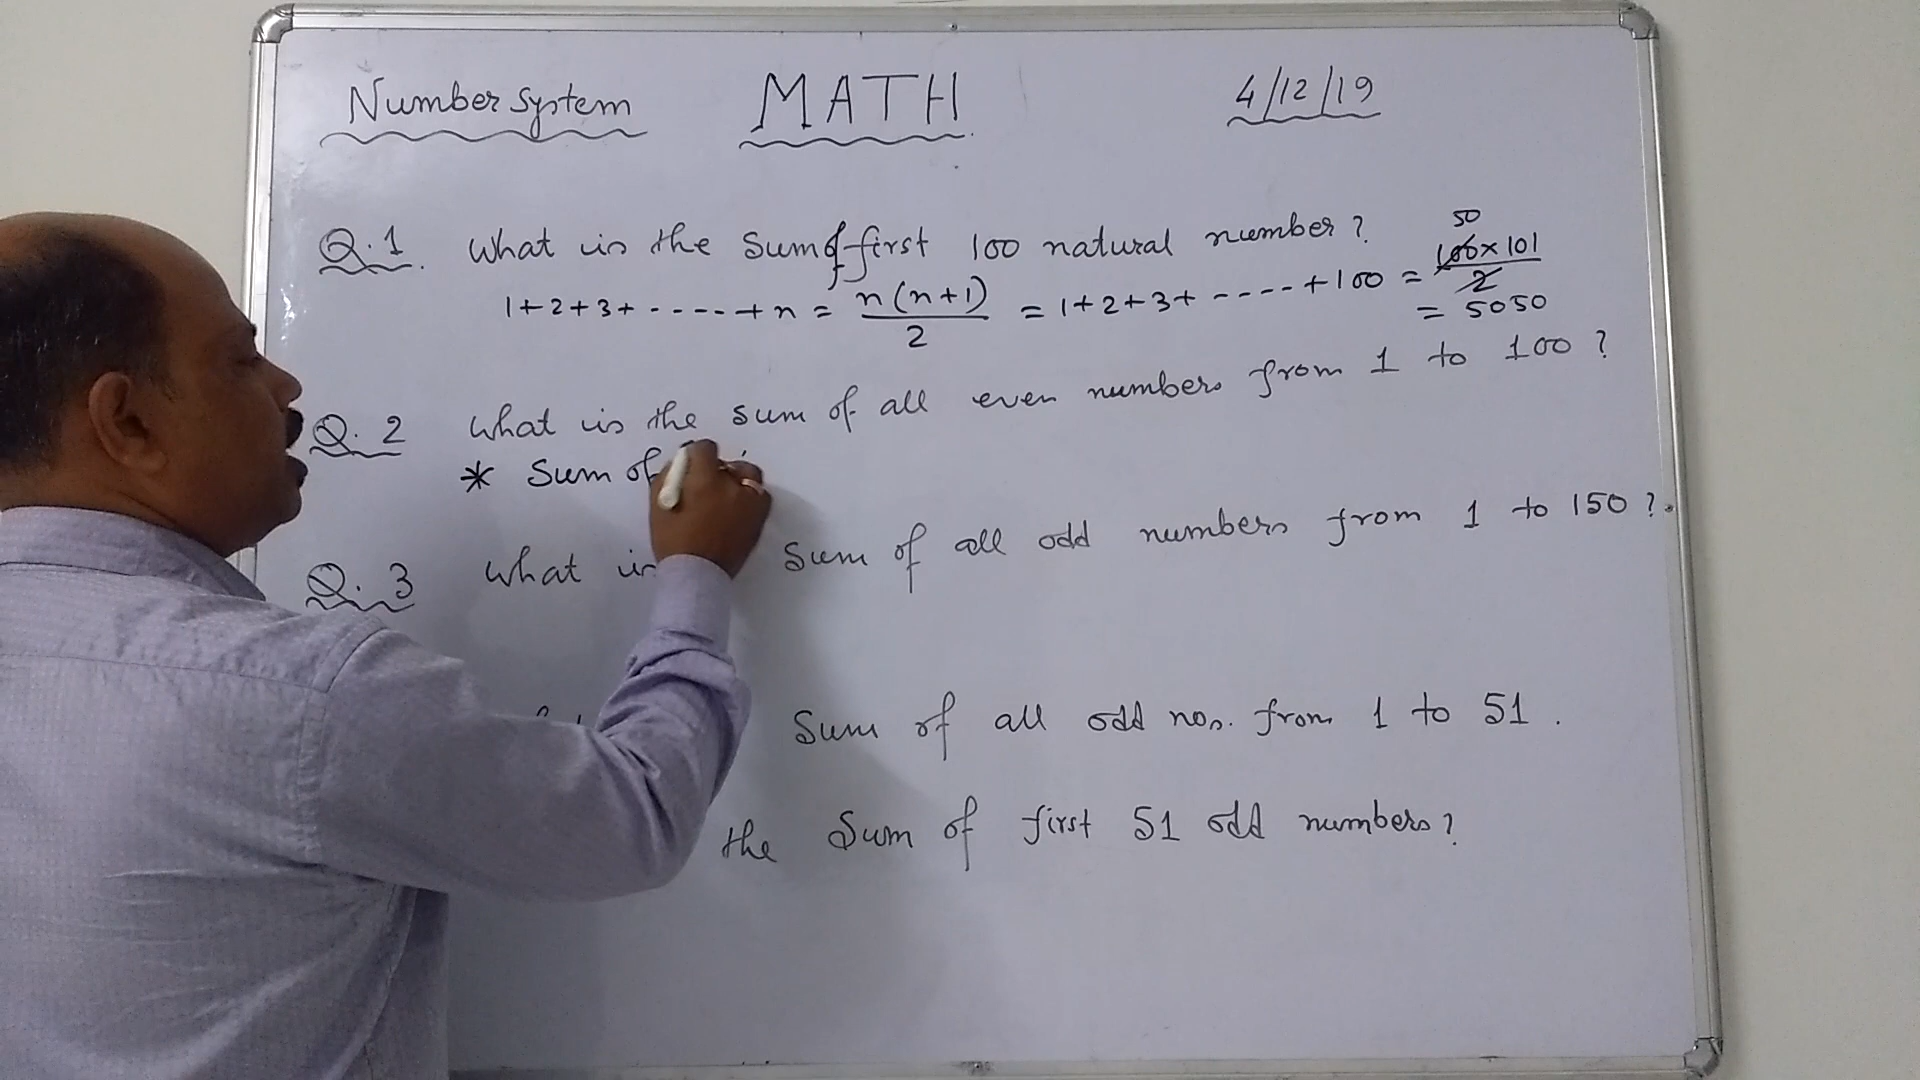 Number system MATH 4/12/19
Q.1. What is the sum of first 100 natural number?
1+2+3+-----+n = n(n+1)/2 = 1+2+3+----+100 = 100×101/2 50
= 5050
Q.2 What is the sum of all even numbers from 1 to 100?
* Sum of
Q.3 What is sum of all odd numbers from 1 to 150?
Sum of all odd nos. from 1 to 51.
the sum of first 51 odd numbers?